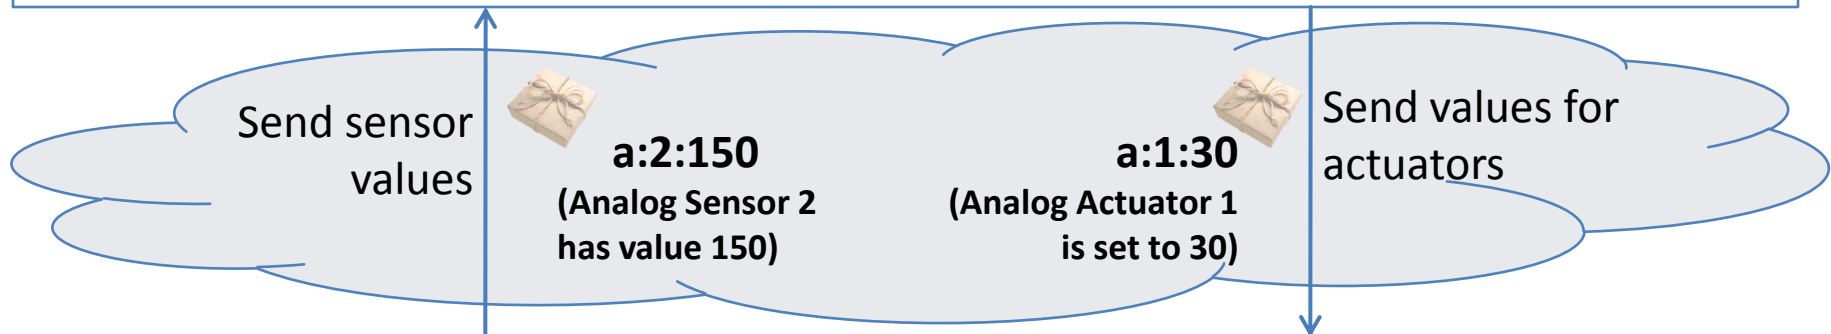 Send sensor
values
a:2:150
(Analog Sensor 2
has value 150)
a:1:30
(Analog Actuator 1
is set to 30)
Send values for
actuators